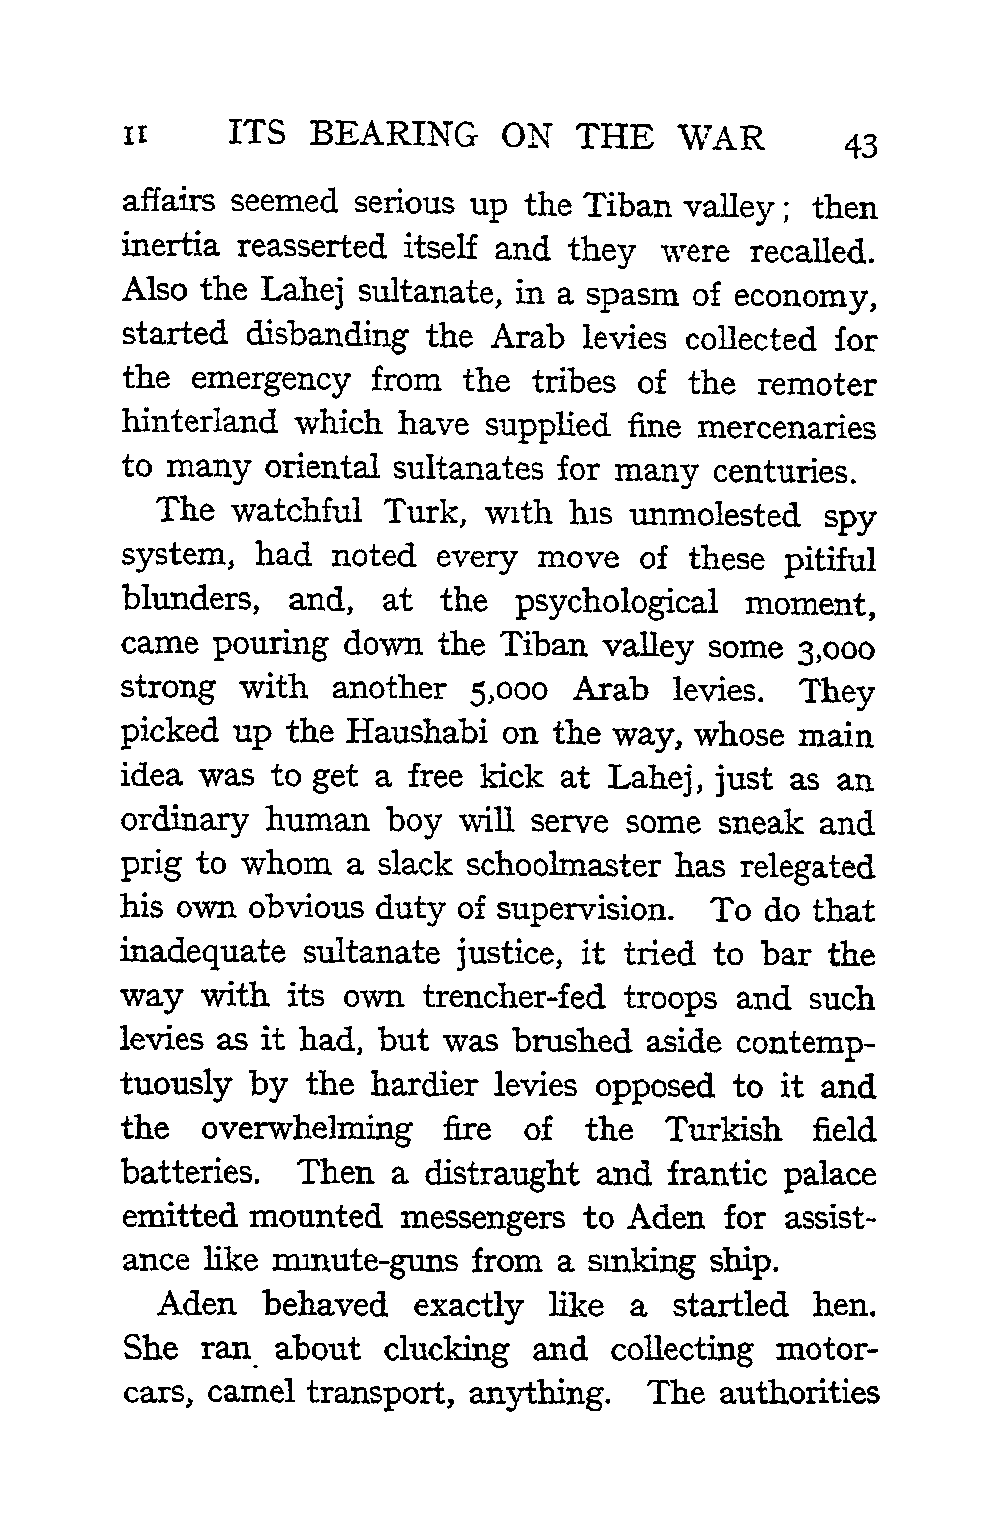 II ITS BEARING ON THE WAR 43
affairs seemed serious up the Tiban valley ; then
inertia reasserted itself and they were recalled.
Also the Lahej sultanate, in a spasm of economy,
started disbanding the Arab levies collected for
the emergency from the tribes of the remoter
hinterland which have supplied fine mercenaries
to many oriental sultanates for many centuries.
The watchful Turk, with his unmolested spy
system, had noted every move of these pitiful
blunders, and, at the psychological moment,
came pouring down the Tiban valley some 3,000
strong with another 5,000 Arab levies. They
picked up the Haushabi on the way, whose main
idea was to get a free kick at Lahej, just as an
ordinary human boy will serve some sneak and
prig to whom a slack schoolmaster has relegated
his own obvious duty of supervision. To do that
inadequate sultanate justice, it tried to bar the
way with its own trencher-fed troops and such
levies as it had, but was brushed aside contemp-
tuously by the hardier levies opposed to it and
the overwhelming fire of the Turkish field
batteries. Then a distraught and frantic palace
emitted mounted messengers to Aden for assist-
ance like minute-guns from a sinking ship.
Aden behaved exactly like a startled hen.
She ran about clucking and collecting motor-
cars, camel transport, anything. The authorities